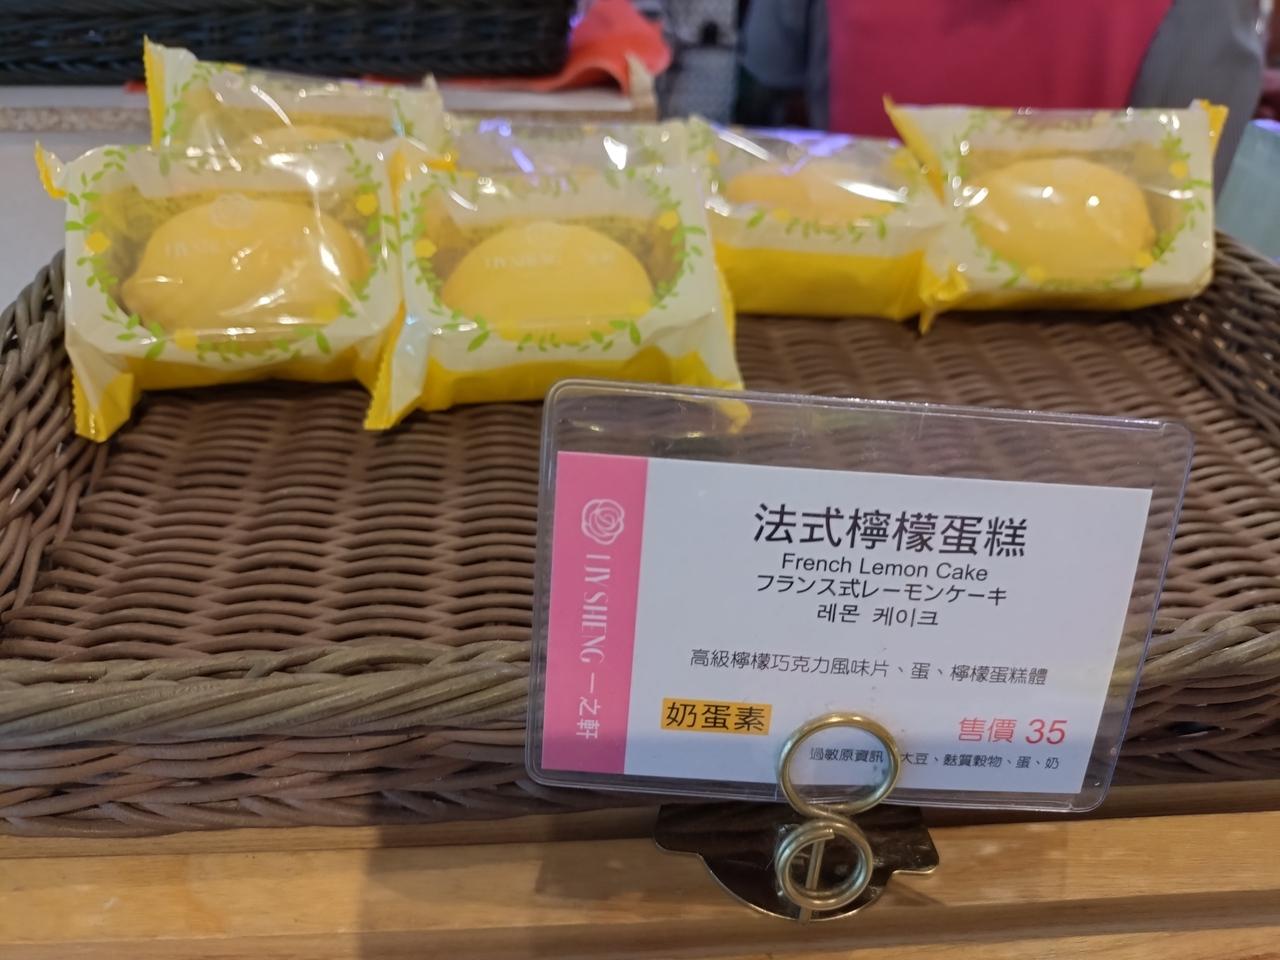 法式檸檬蛋糕
French Lemon Cake
フランス式レーモンケーキ
레몬 케이크
高級檸檬巧克力風味片、蛋、檸檬蛋糕體
奶蛋素
售價 35
過敏原資訊 大豆、麩質穀物、蛋、奶
I JY SHENG 一之軒